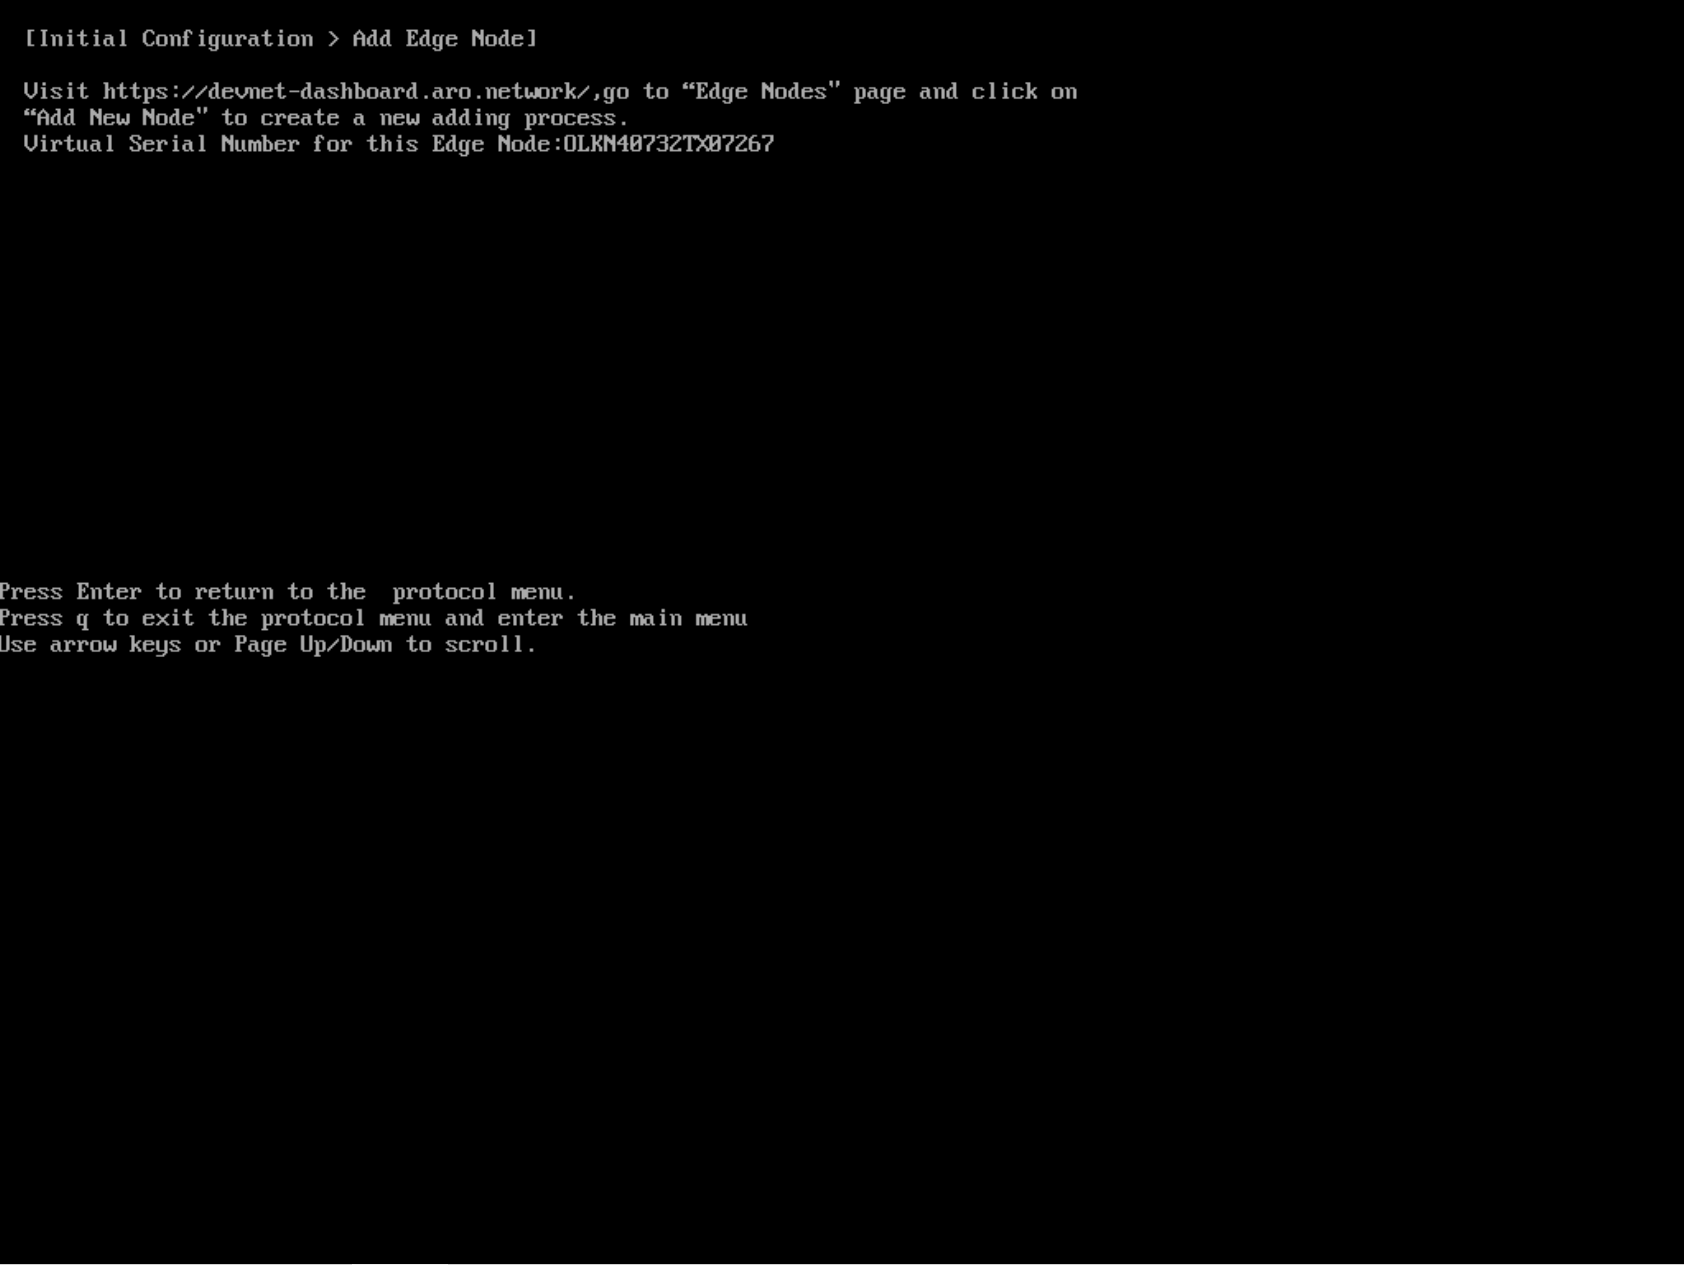 [Initial Configuration > Add Edge Node]
Visit https://devnet-dashboard.aro.network/,go to “Edge Nodes” page and click on
“Add New Node” to create a new adding process.
Virtual Serial Number for this Edge Node:OLKN40732TX07267
Press Enter to return to the  protocol menu.
Press q to exit the protocol menu and enter the main menu
Use arrow keys or Page Up/Down to scroll.